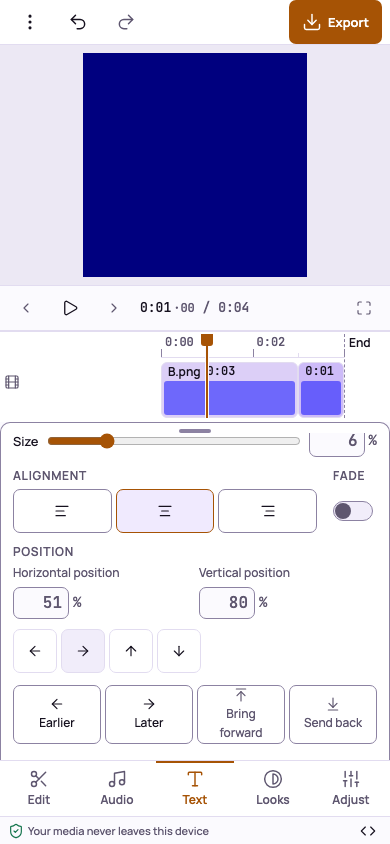 Export
0:01·00 / 0:04
0:00
0:02
End
B.png 0:03
0:01
Size
6 %
ALIGNMENT
FADE
POSITION
Horizontal position
Vertical position
51 %
80 %
Earlier
Later
Bring
forward
Send back
Edit
Audio
Text
Looks
Adjust
Your media never leaves this device